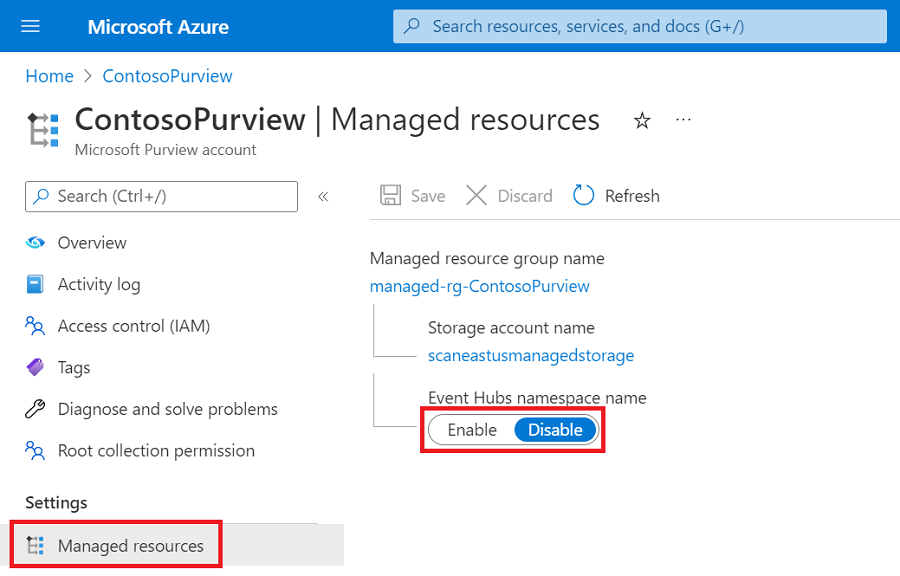 Microsoft Azure
Search resources, services, and docs (G+/)
Home > ContosoPurview
ContosoPurview | Managed resources ...
Microsoft Purview account
Search (Ctrl+/) «
Save Discard Refresh
Overview
Activity log
Access control (IAM)
Tags
Diagnose and solve problems
Root collection permission
Settings
Managed resources
Managed resource group name
managed-rg-ContosoPurview
Storage account name
scaneastusmanagedstorage
Event Hubs namespace name
Enable Disable